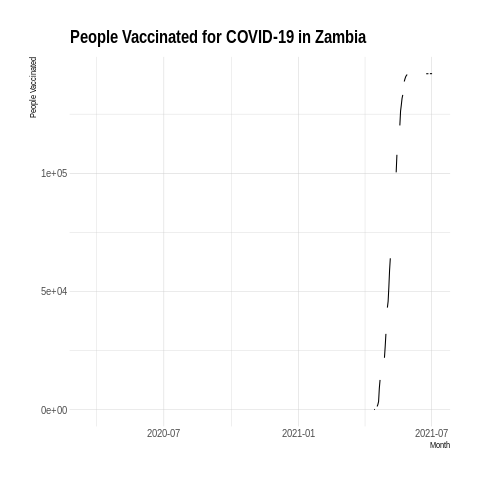 People Vaccinated for COVID-19 in Zambia
People Vaccinated
1e+05
5e+04
0e+00
2020-07
2021-01
2021-07
Month